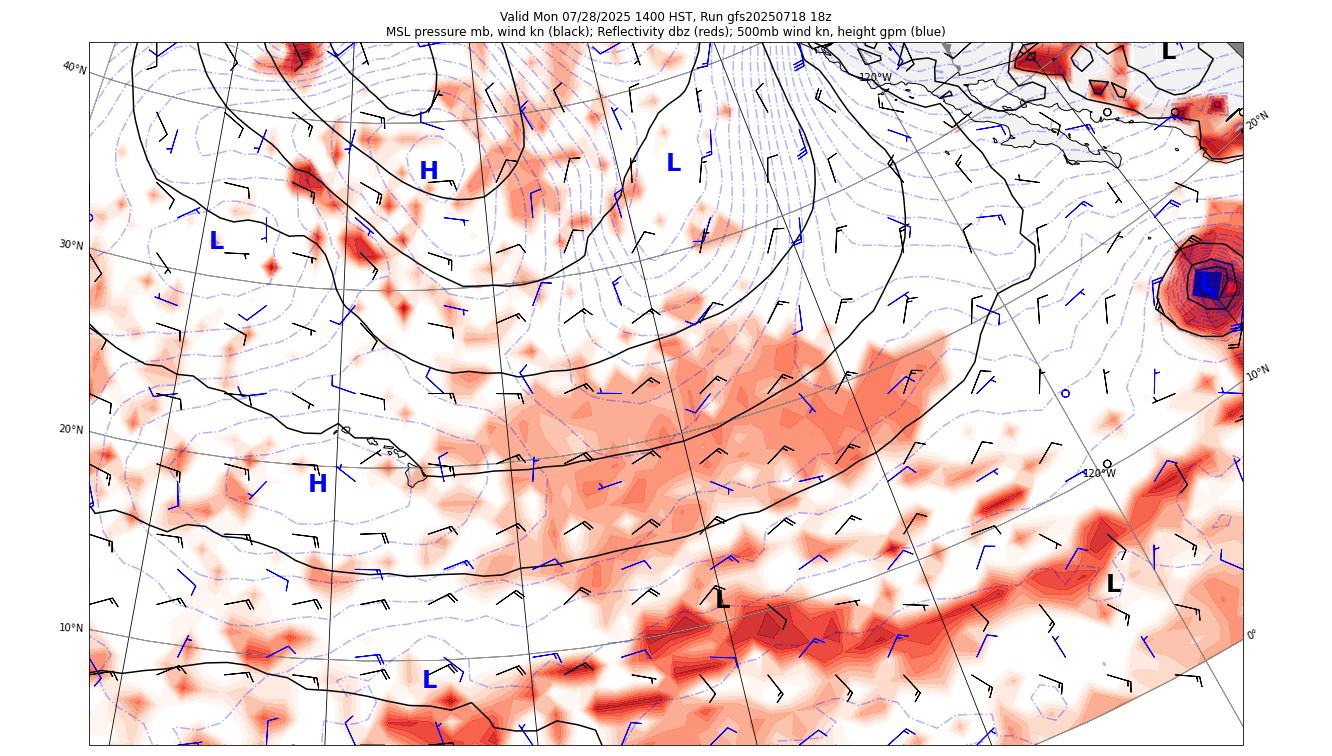 Valid Mon 07/28/2025 1400 HST, Run gfs20250718 18z
MSL pressure mb, wind kn (black); Reflectivity dbz (reds); 500mb wind kn, height gpm (blue)
L
40°N
120°W
20°N
H
L
30°N
L
10°N
20°N
H
120°W
L
L
10°N
0°
L